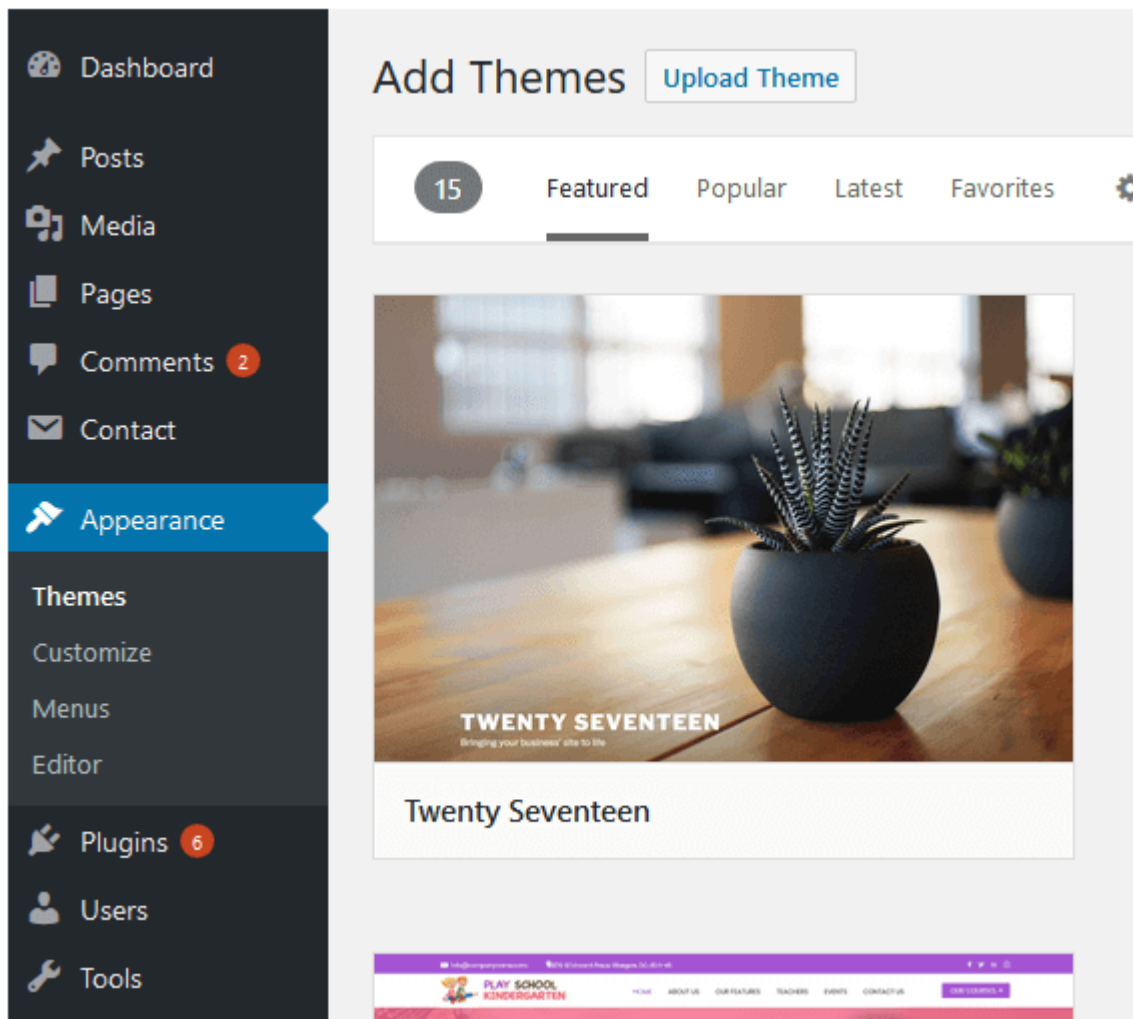 Dashboard
Posts
Media
Pages
Comments 2
Contact
Appearance
Themes
Customize
Menus
Editor
Plugins 6
Users
Tools
Add Themes Upload Theme
15 Featured Popular Latest Favorites
TWENTY SEVENTEEN
Bringing your business' site to life
Twenty Seventeen
PLAY SCHOOL
KINDERGARTEN
HOME ABOUT US OUR FEATURES TEACHERS EVENTS CONTACT US OUR COURSES